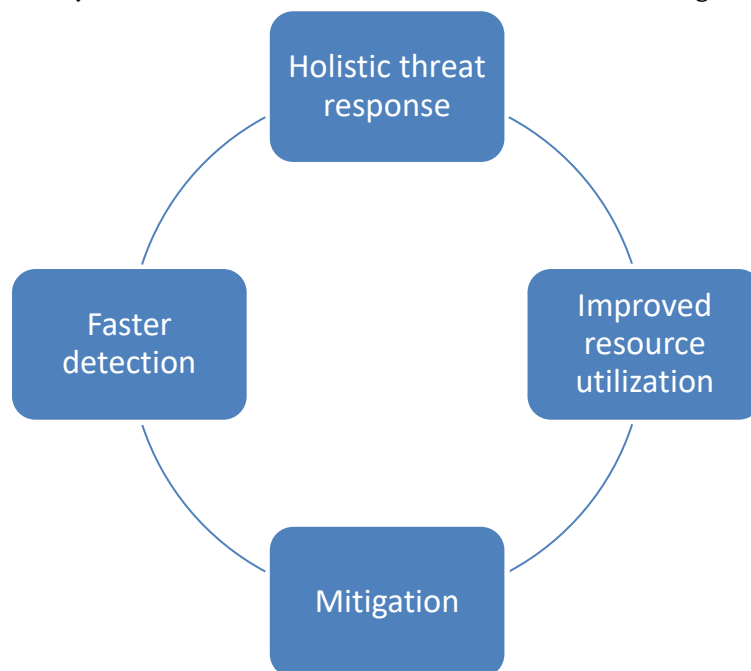 Holistic threat
response
Improved
resource
utilization
Mitigation
Faster
detection